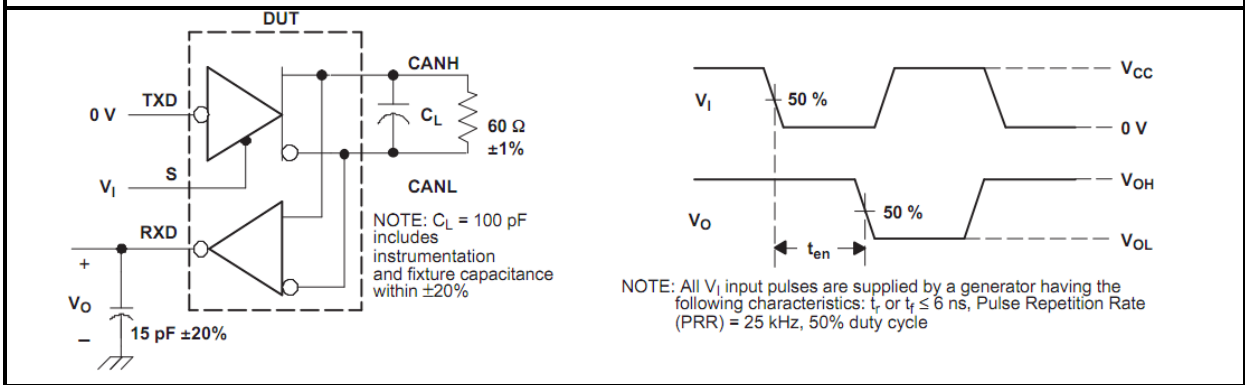 DUT
CANH
TXD
0 V
CL
60 Ω
±1%
S
VI
CANL
RXD
NOTE: CL = 100 pF
includes
instrumentation
and fixture capacitance
within ±20%
+
VO
15 pF ±20%
–
VCC
VI
50 %
0 V
VOH
VO
50 %
VOL
ten
NOTE: All VI input pulses are supplied by a generator having the
following characteristics: tr or tf ≤ 6 ns, Pulse Repetition Rate
(PRR) = 25 kHz, 50% duty cycle